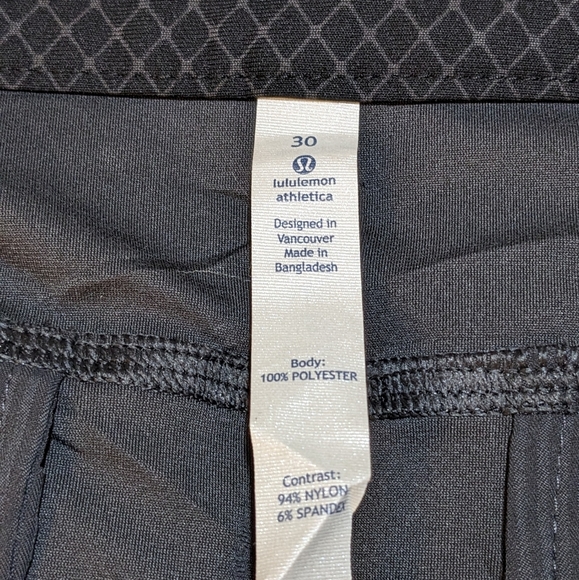 30
lululemon
athletica
Designed in
Vancouver
Made in
Bangladesh
Body:
100% POLYESTER
Contrast:
94% NYLON
6% SPANDEX